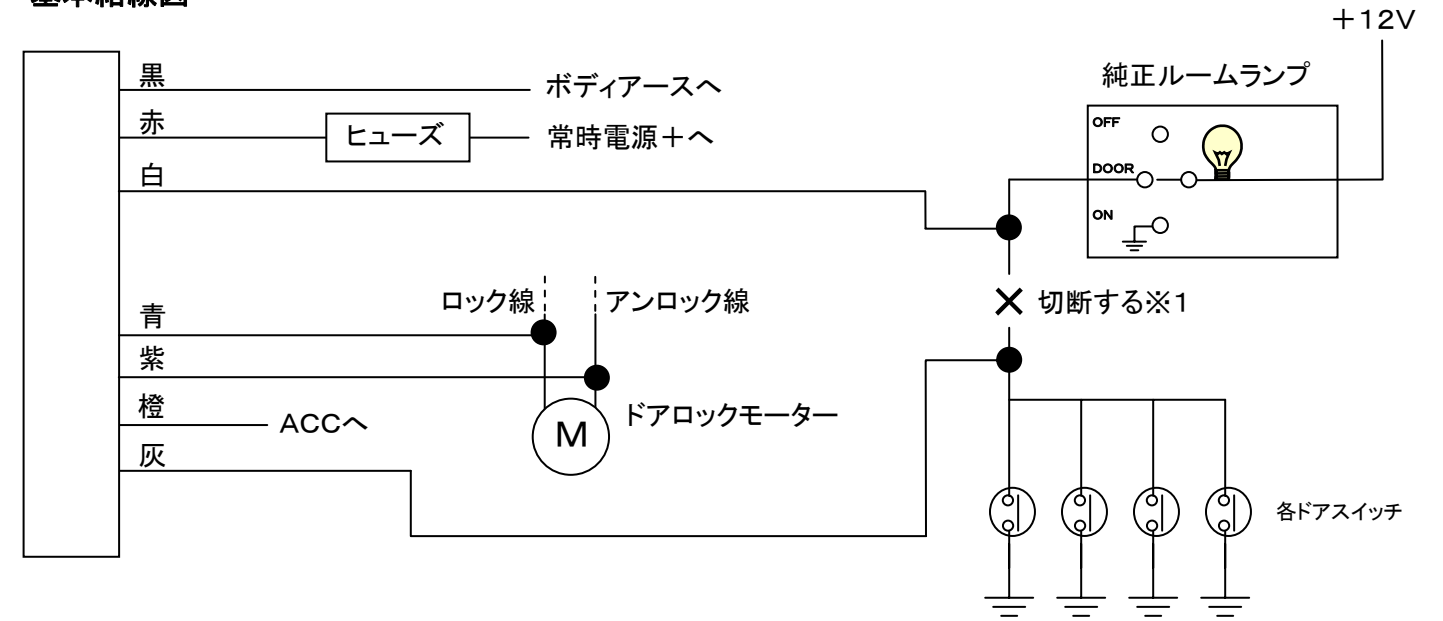 ＋12V
純正ルームランプ
黒
ボディアースへ
赤
ヒューズ
常時電源＋へ
白
OFF
DOOR
ON
ロック線
アンロック線
切断する※1
青
紫
橙
ACCへ
M
ドアロックモーター
灰
各ドアスイッチ